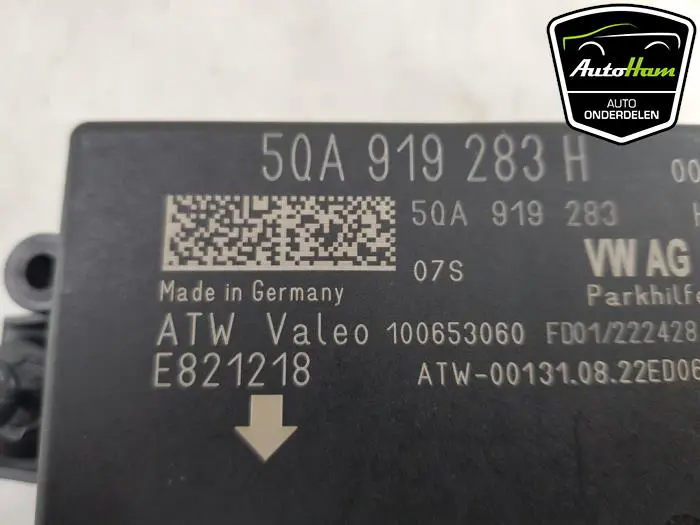 AutoHam
AUTO
ONDERDELEN
5QA 919 283 H
00
5QA 919 283 H
07S
VW AG
Parkhilfe
Made in Germany
ATW Valeo 100653060 FD01/222428
E821218
ATW-00131.08.22ED06